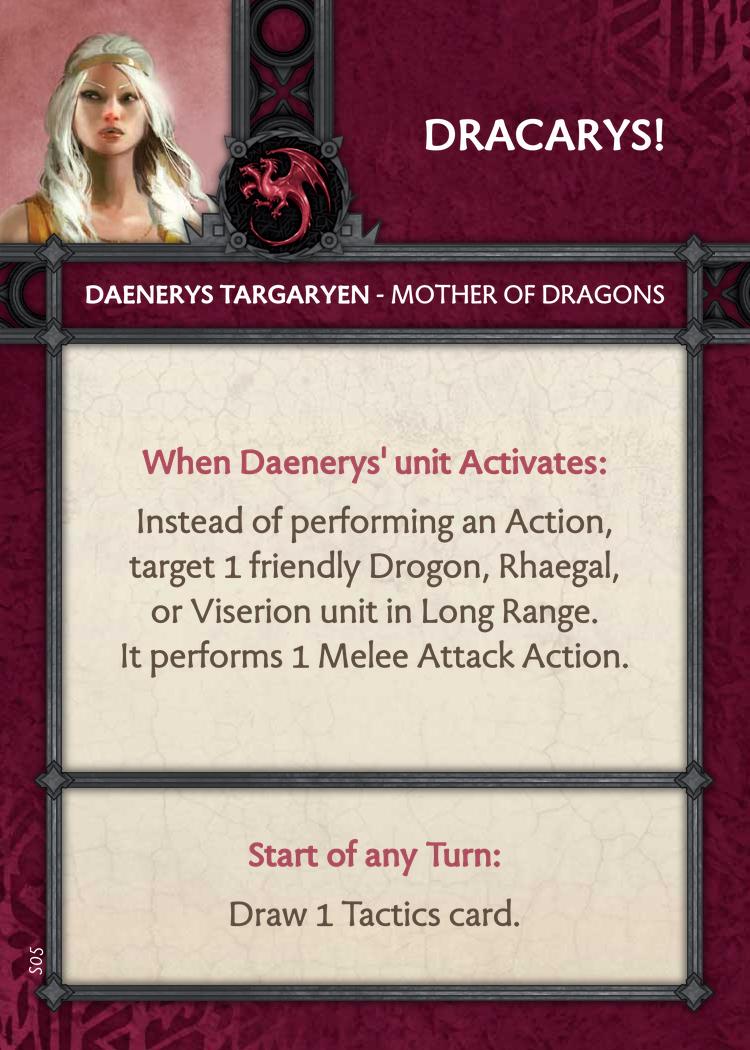 DRACARYS!
DAENERYS TARGARYEN - MOTHER OF DRAGONS
When Daenerys' unit Activates:
Instead of performing an Action,
target 1 friendly Drogon, Rhaegal,
or Viserion unit in Long Range.
It performs 1 Melee Attack Action.
Start of any Turn:
Draw 1 Tactics card.
S05